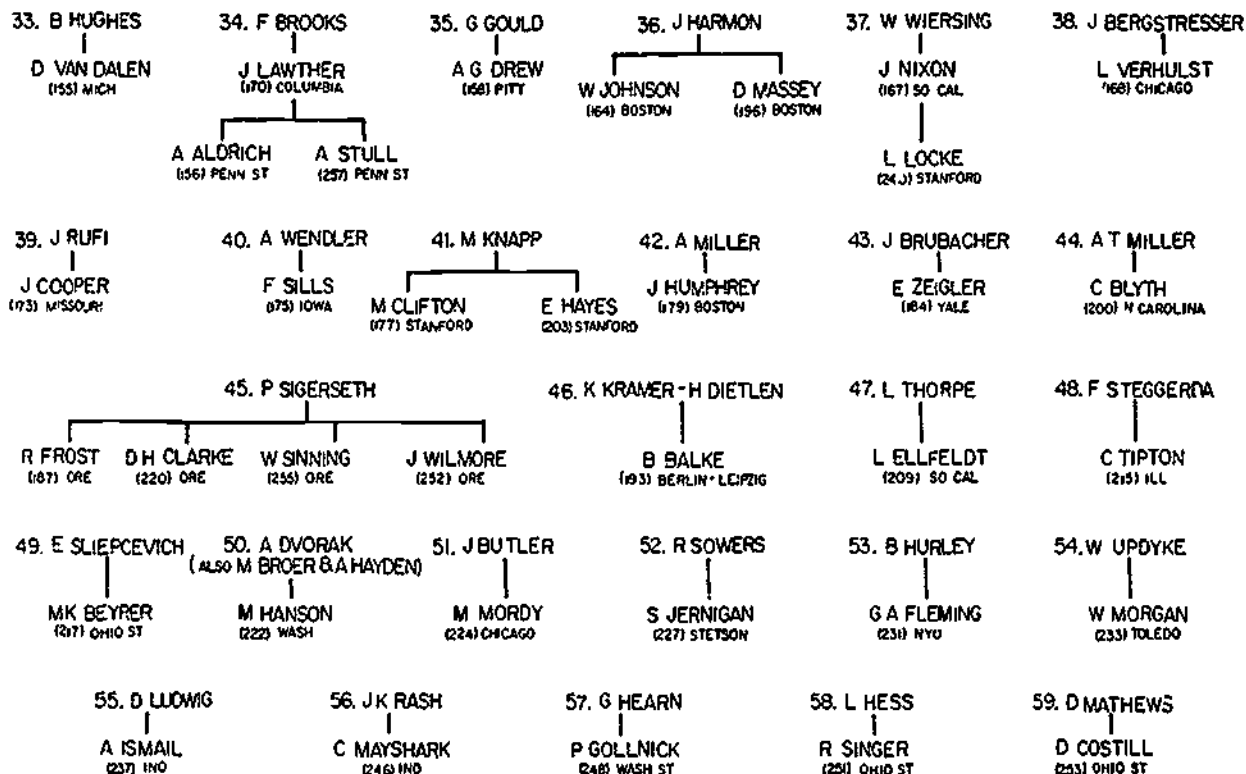 33. B HUGHES
D VAN DALEN
(155) MICH
34. F BROOKS
J LAWTHER
(170) COLUMBIA
A ALDRICH
(156) PENN ST
A STULL
(257) PENN ST
35. G GOULD
A G DREW
(158) PITT
36. J HARMON
W JOHNSON
(164) BOSTON
D MASSEY
(196) BOSTON
37. W WIERSING
J NIXON
(167) SO CAL
L LOCKE
STANFORD
38. J BERGSTRESSER
L VERHULST
(168) CHICAGO
39. J RUFI
J COOPER
(173) MISSOURI
40. A WENDLER
F SILLS
(175) IOWA
41. M KNAPP
M CLIFTON
(177) STANFORD
E HAYES
(203) STANFORD
42. A MILLER
J HUMPHREY
(179) BOSTON
43. J BRUBACHER
E ZEIGLER
(184) YALE
44. A T MILLER
C BLYTH
(200) N CAROLINA
45. P SIGERSETH
R FROST
(187) ORE
D H CLARKE
(220) ORE
W SINNING
(255) ORE
J WILMORE
(252) ORE
46. K KRAMER - H DIETLEN
B BALKE
(193) BERLIN - LEIPZIG
47. L THORPE
L ELLFELDT
(209) SO CAL
48. F STEGGERDA
C TIPTON
(215) ILL
49. E SLIEPCEVICH
MK BEYRER
(217) OHIO ST
50. A DVORAK
(ALSO M BROER & A HAYDEN)
M HANSON
(222) WASH
51. J BUTLER
M MORDY
(224) CHICAGO
52. R SOWERS
S JERNIGAN
(227) STETSON
53. B HURLEY
G A FLEMING
(231) NYU
54. W UPDYKE
W MORGAN
(233) TOLEDO
55. D LUDWIG
A ISMAIL
(237) IND
56. J K RASH
C MAYSHARK
(246) IND
57. G HEARN
P GOLLNICK
(248) WASH ST
58. L HESS
R SINGER
(251) OHIO ST
59. D MATHEWS
D COSTILL
(253) OHIO ST